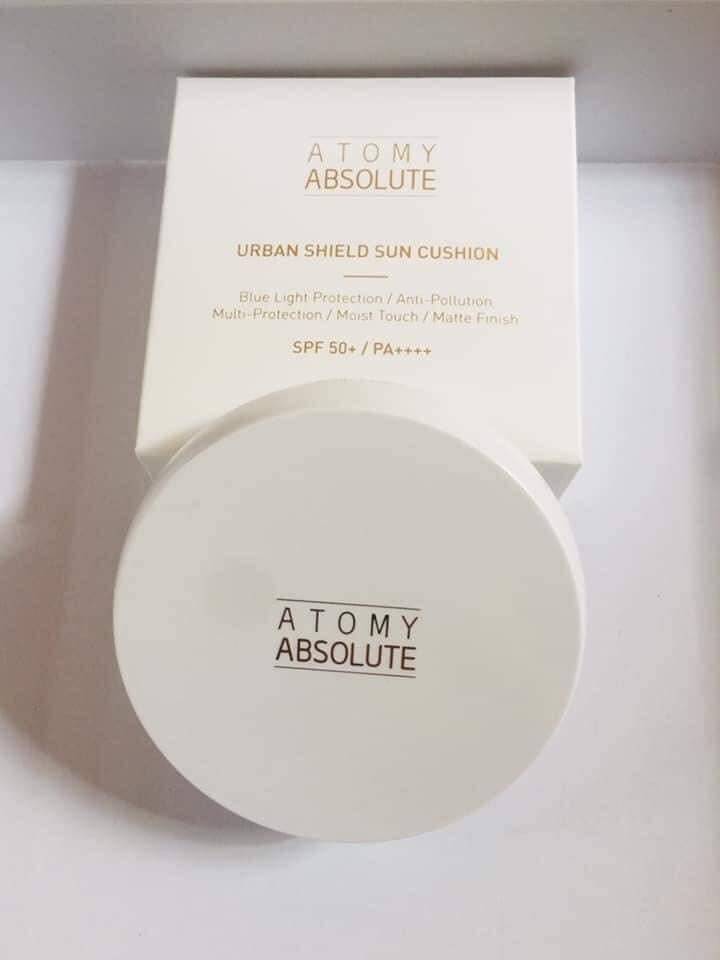 ATOMY
ABSOLUTE
URBAN SHIELD SUN CUSHION
Blue Light Protection / Anti-Pollution
Multi-Protection / Moist Touch / Matte Finish
SPF 50+ / PA++++
ATOMY
ABSOLUTE